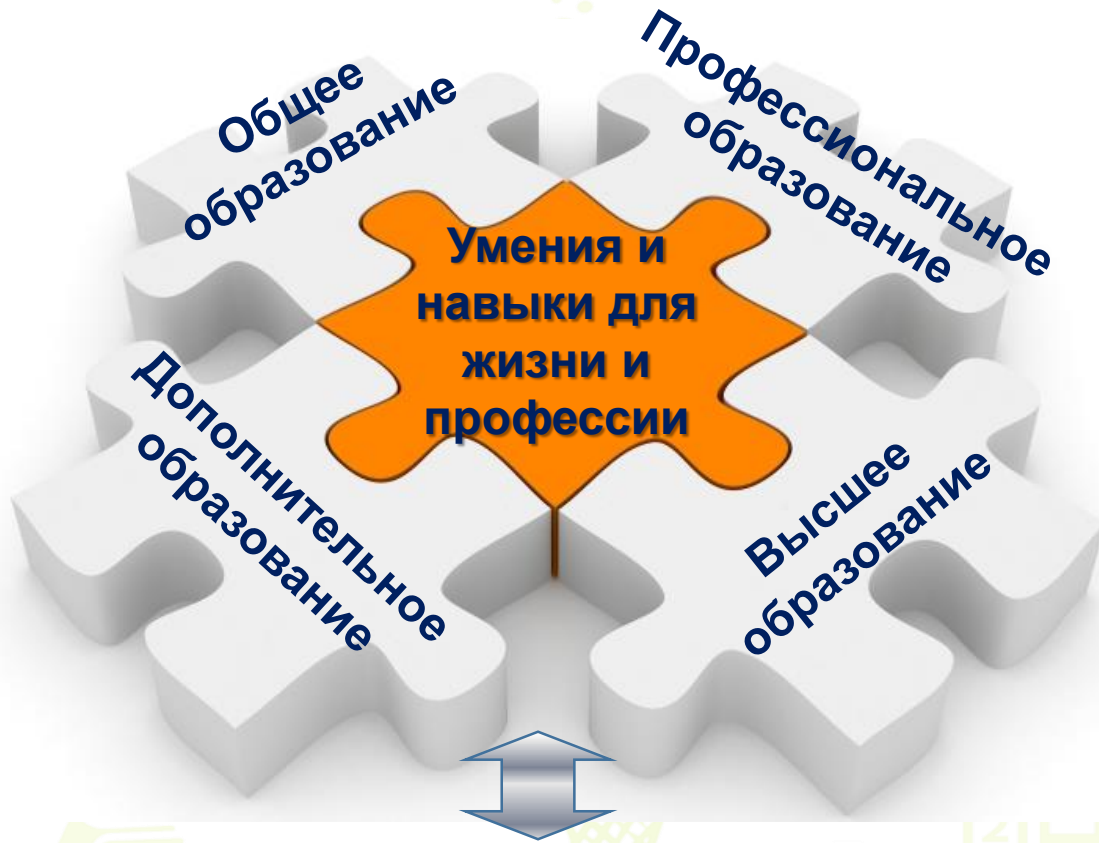 Общее
образование
Профессиональное
образование
Умения и
навыки для
жизни и
профессии
Дополнительное
образование
Высшее
образование